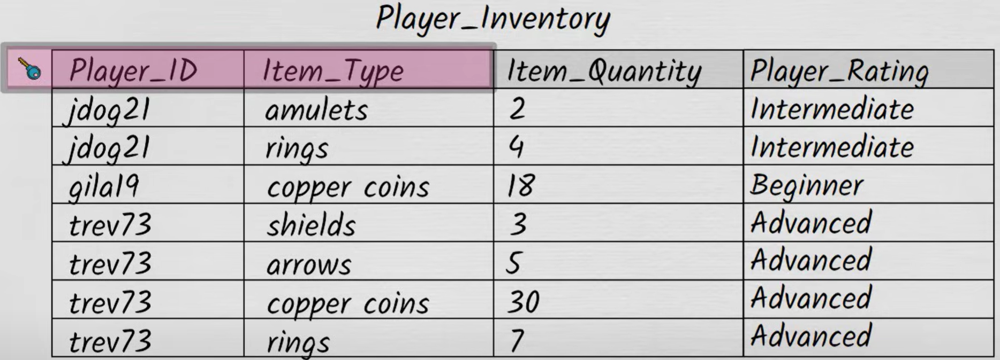 Player_Inventory
Player_ID Item_Type Item_Quantity Player_Rating
jdog21 amulets 2 Intermediate
jdog21 rings 4 Intermediate
gila19 copper coins 18 Beginner
trev73 shields 3 Advanced
trev73 arrows 5 Advanced
trev73 copper coins 30 Advanced
trev73 rings 7 Advanced